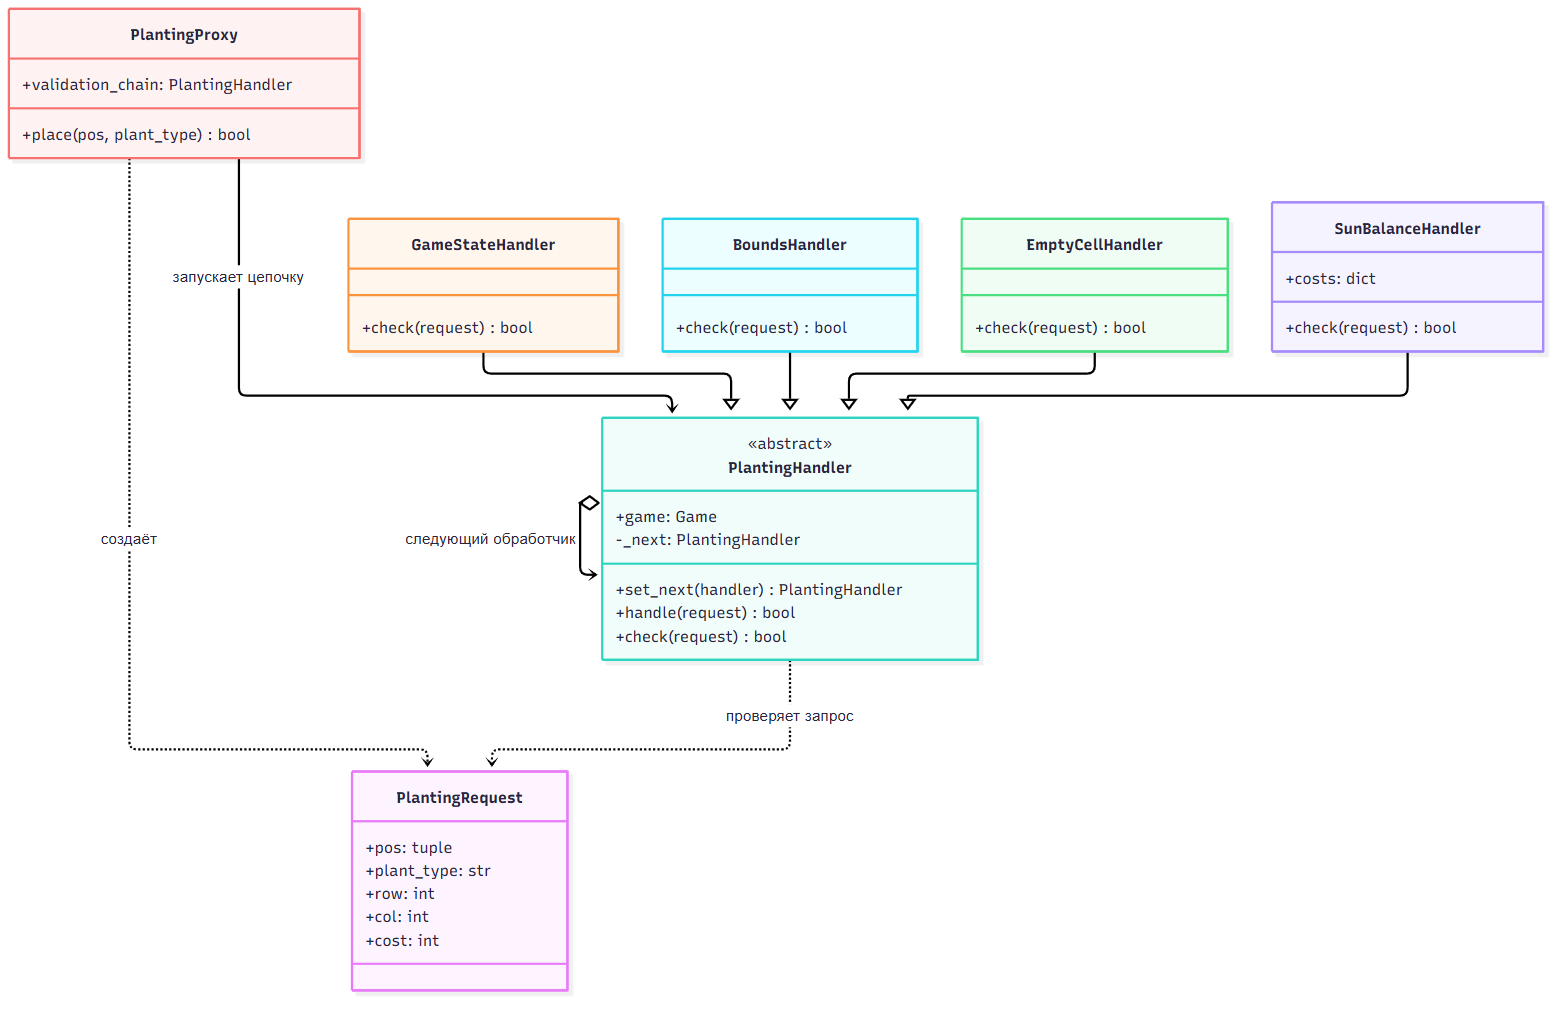 PlantingProxy
+validation_chain: PlantingHandler
+place(pos, plant_type) : bool
запускает цепочку
GameStateHandler
+check(request) : bool
BoundsHandler
+check(request) : bool
EmptyCellHandler
+check(request) : bool
SunBalanceHandler
+costs: dict
+check(request) : bool
«abstract»
PlantingHandler
+game: Game
-_next: PlantingHandler
+set_next(handler) : PlantingHandler
+handle(request) : bool
+check(request) : bool
следующий обработчик
создаёт
проверяет запрос
PlantingRequest
+pos: tuple
+plant_type: str
+row: int
+col: int
+cost: int